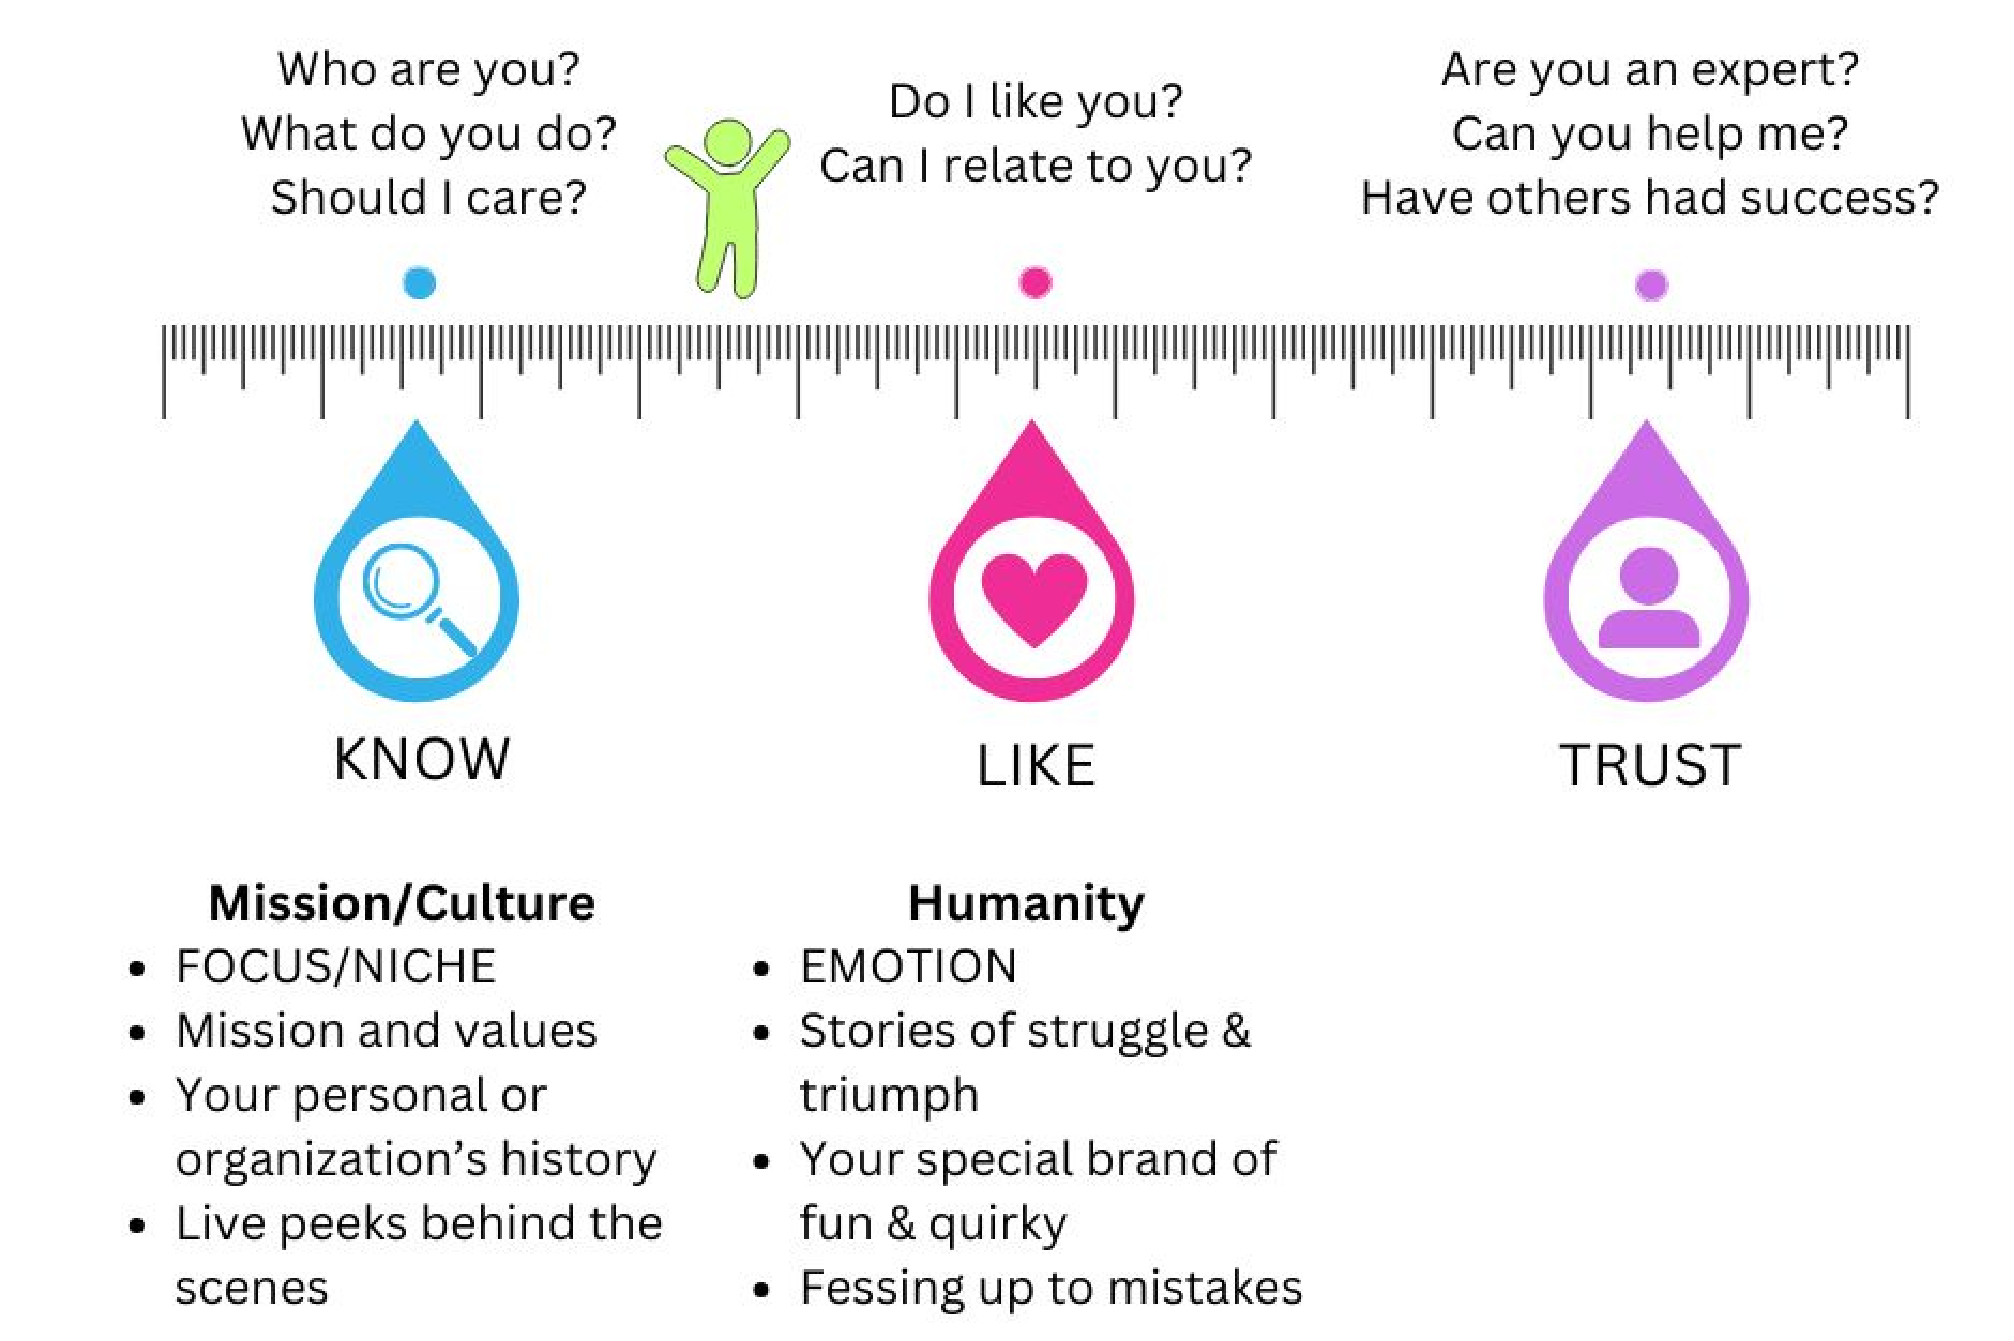 Who are you?
What do you do?
Should I care?
Do I like you?
Can I relate to you?
Are you an expert?
Can you help me?
Have others had success?
KNOW
LIKE
TRUST
Mission/Culture
• FOCUS/NICHE
• Mission and values
• Your personal or
organization’s history
• Live peeks behind the
scenes
Humanity
• EMOTION
• Stories of struggle &
triumph
• Your special brand of
fun & quirky
• Fessing up to mistakes